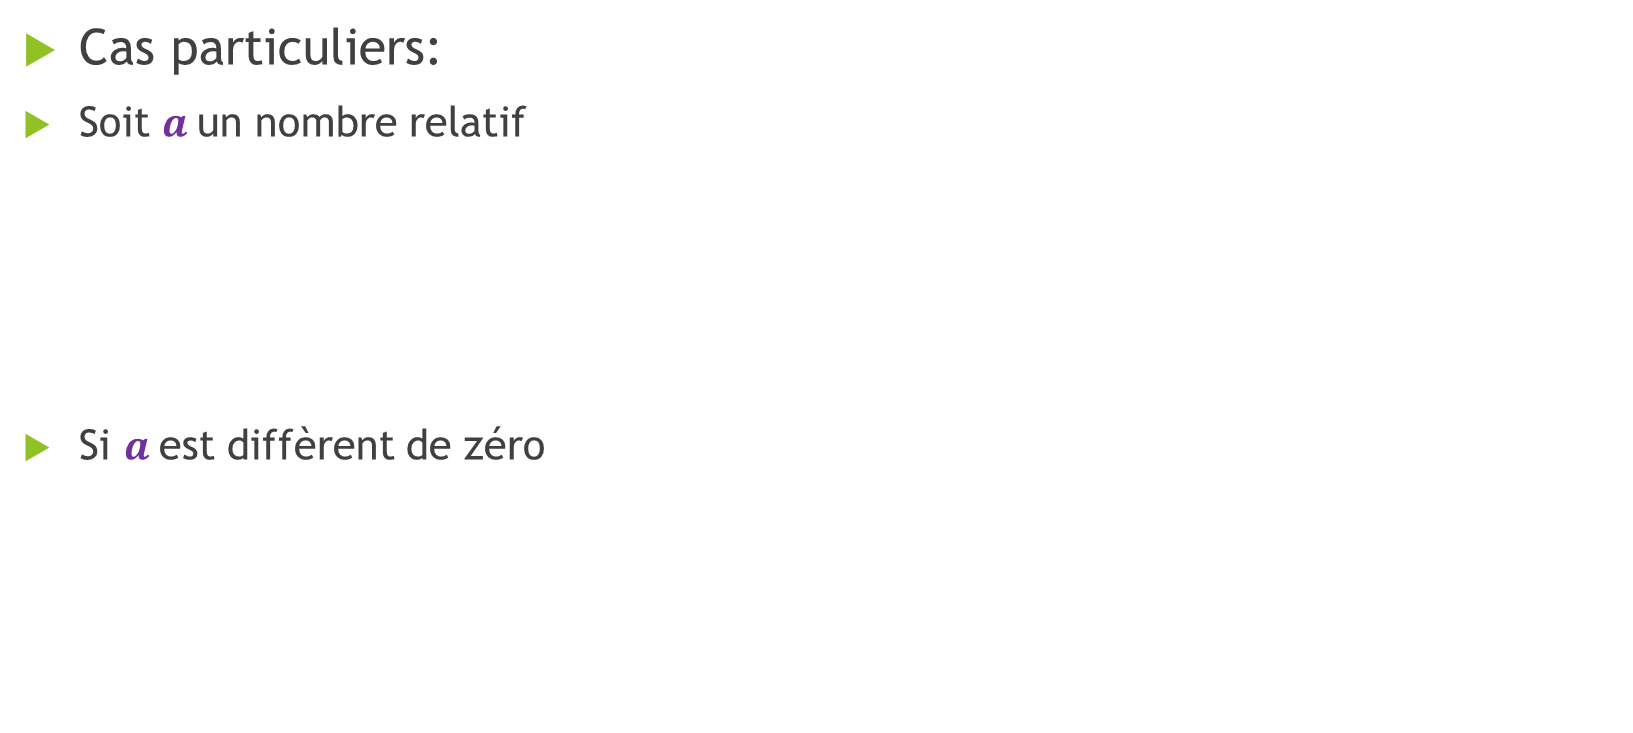 Cas particuliers:
Soit a un nombre relatif
Si a est diffèrent de zéro